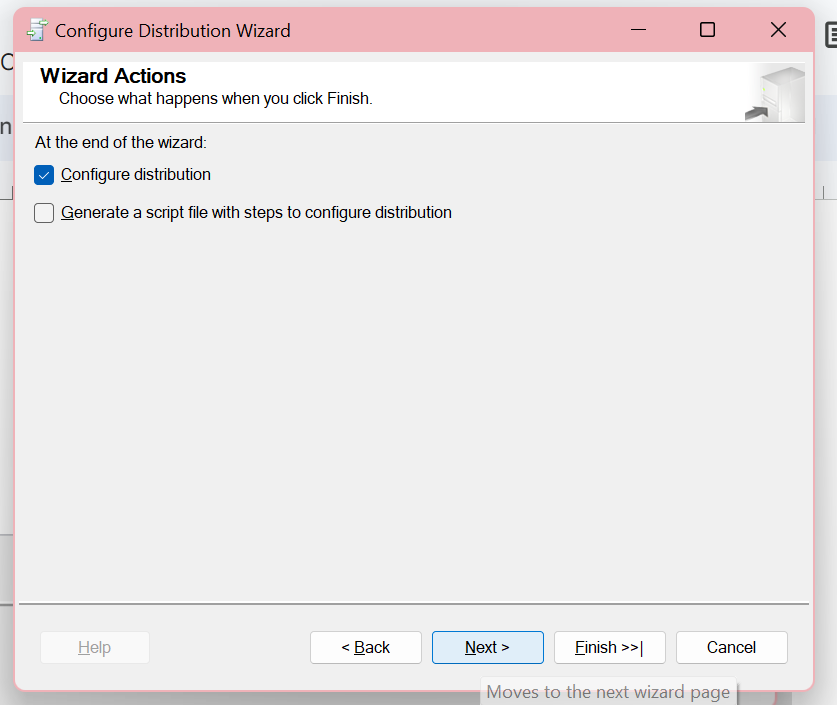 Configure Distribution Wizard
Wizard Actions
Choose what happens when you click Finish.
At the end of the wizard:
Configure distribution
Generate a script file with steps to configure distribution
Help
< Back
Next >
Finish >>|
Cancel
Moves to the next wizard page